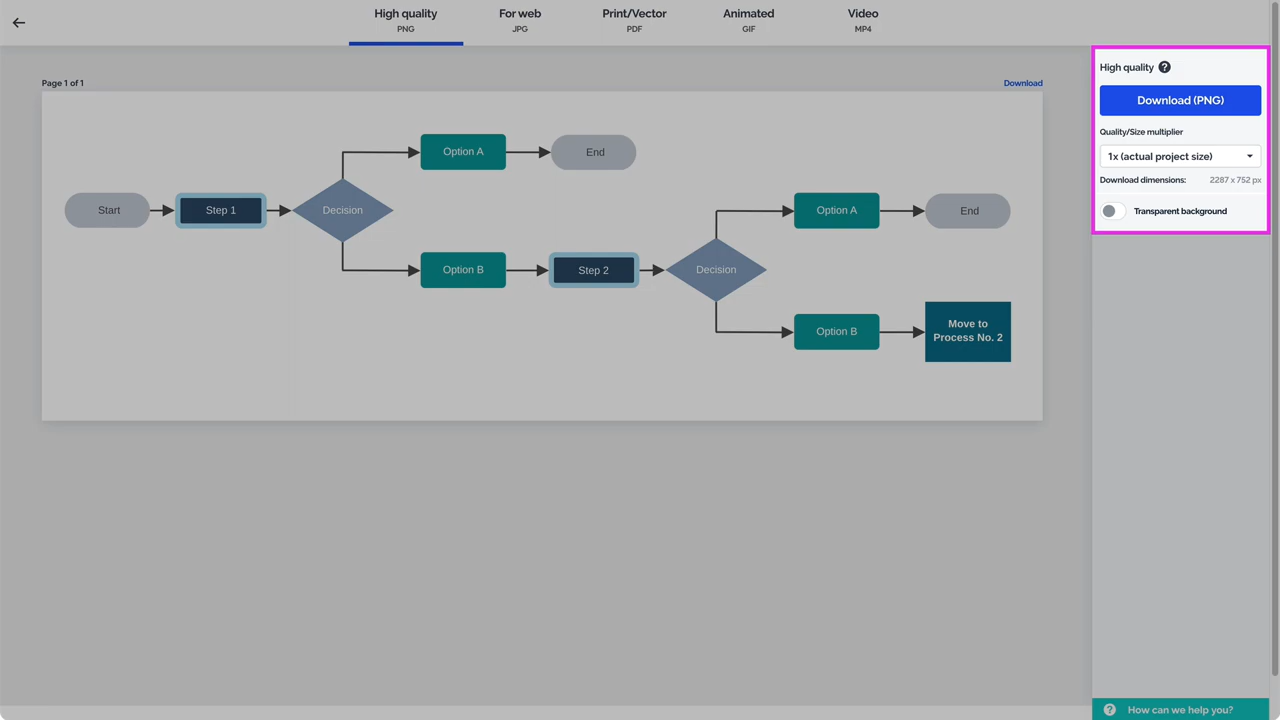 High quality
PNG
For web
JPG
Print/Vector
PDF
Animated
GIF
Video
MP4
Page 1 of 1
Download
Start
Step 1
Decision
Option A
End
Option B
Step 2
Decision
Option A
End
Option B
Move to
Process No. 2
High quality ?
Download (PNG)
Quality/Size multiplier
1x (actual project size)
Download dimensions: 2287 x 752 px
Transparent background
? How can we help you?